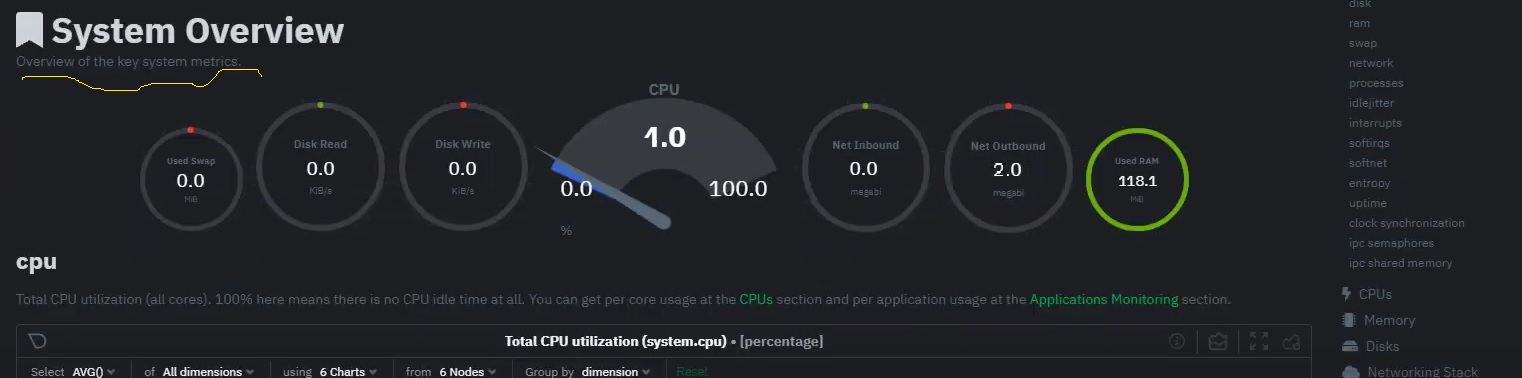 System Overview
Overview of the key system metrics.
Used Swap
0.0
MiB
Disk Read
0.0
KiB/s
Disk Write
0.0
KiB/s
CPU
1.0
0.0
100.0
%
Net Inbound
0.0
megabi
Net Outbound
2.0
megabi
Used RAM
118.1
MiB
cpu
Total CPU utilization (all cores). 100% here means there is no CPU idle time at all. You can get per core usage at the CPUs section and per application usage at the Applications Monitoring section.
Total CPU utilization (system.cpu) • [percentage]
Select AVG() of All dimensions using 6 Charts from 6 Nodes Group by dimension Reset
disk
ram
swap
network
processes
idlejitter
interrupts
softirqs
softnet
entropy
uptime
clock synchronization
ipc semaphores
ipc shared memory
CPUs
Memory
Disks
Networking Stack